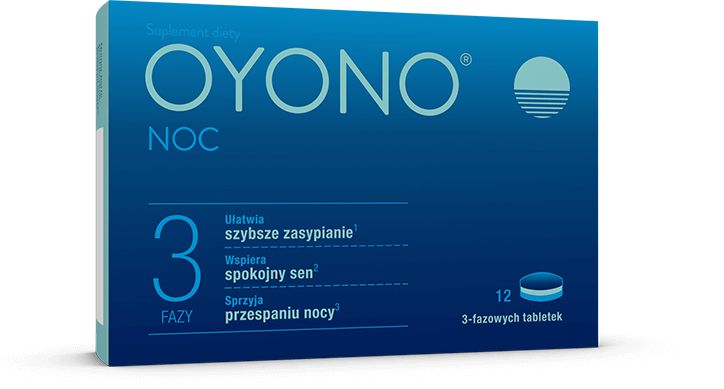 Suplement diety
OYONO®
NOC
3
FAZY
Ułatwia
szybsze zasypianie¹
Wspiera
spokojny sen²
Sprzyja
przespaniu nocy³
12
3-fazowych tabletek